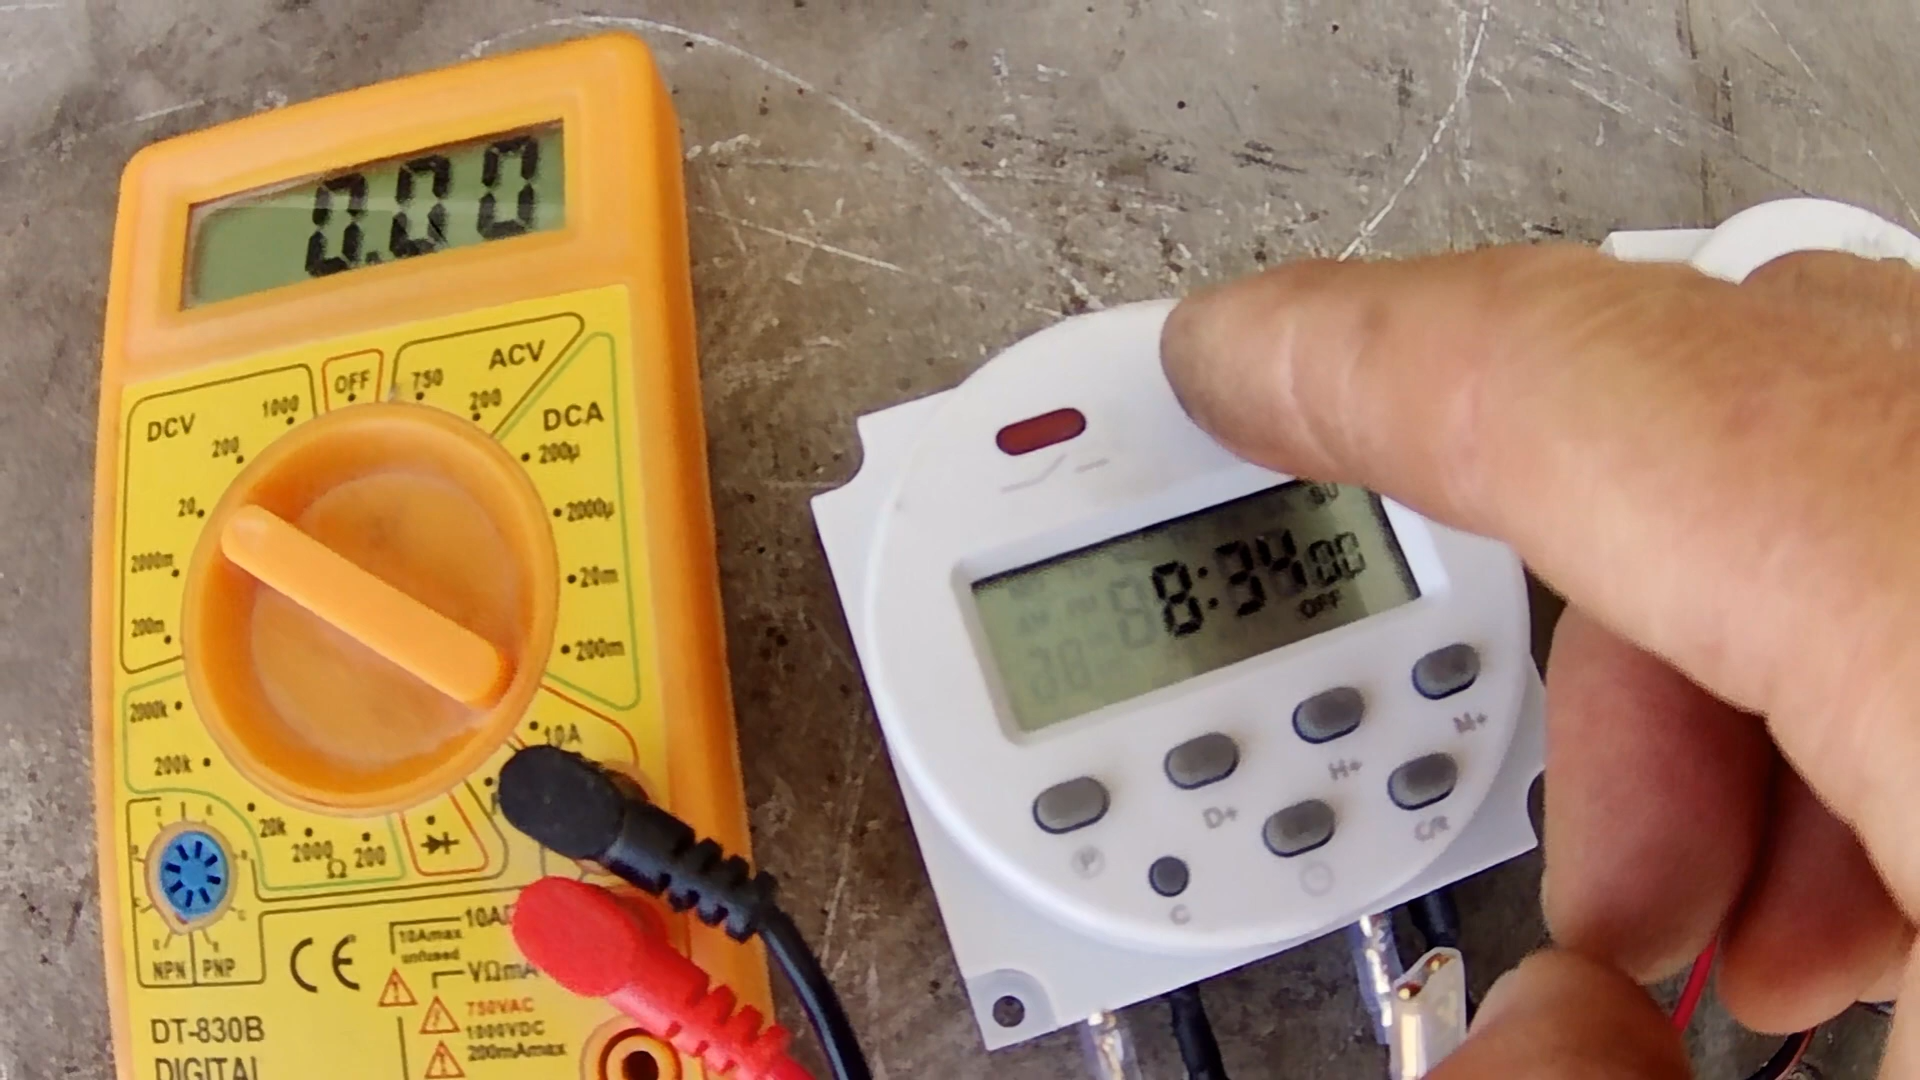 0.00
OFF
750
ACV
1000
200
DCV
DCA
200
200µ
20
2000µ
2000m
20m
200m
200m
2000k
10A
200k
20k
2000
200
Ω
NPN
PNP
CE
10Amax
unfused
VΩmA
750VAC
1000VDC
200mAmax
DT-830B
DIGITAL
SU
8:34 00
OFF
M+
H+
D+
C/R
P
C